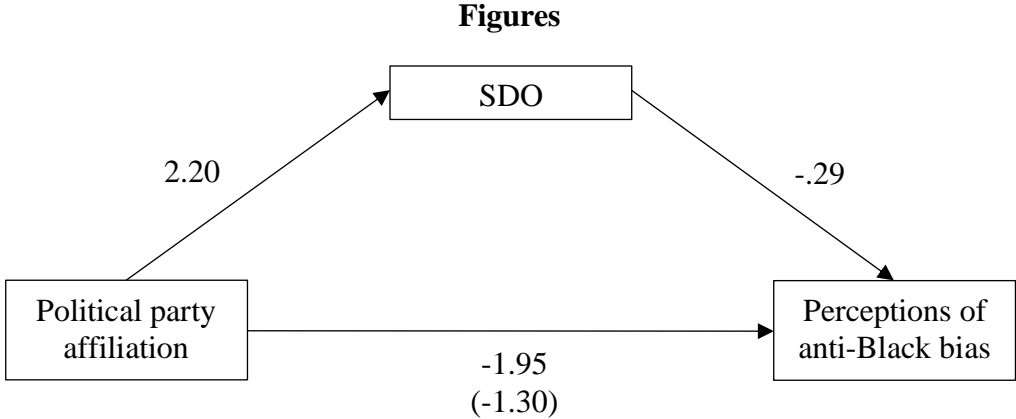 Figures
SDO
2.20
-.29
Political party
affiliation
Perceptions of
anti-Black bias
-1.95
(-1.30)